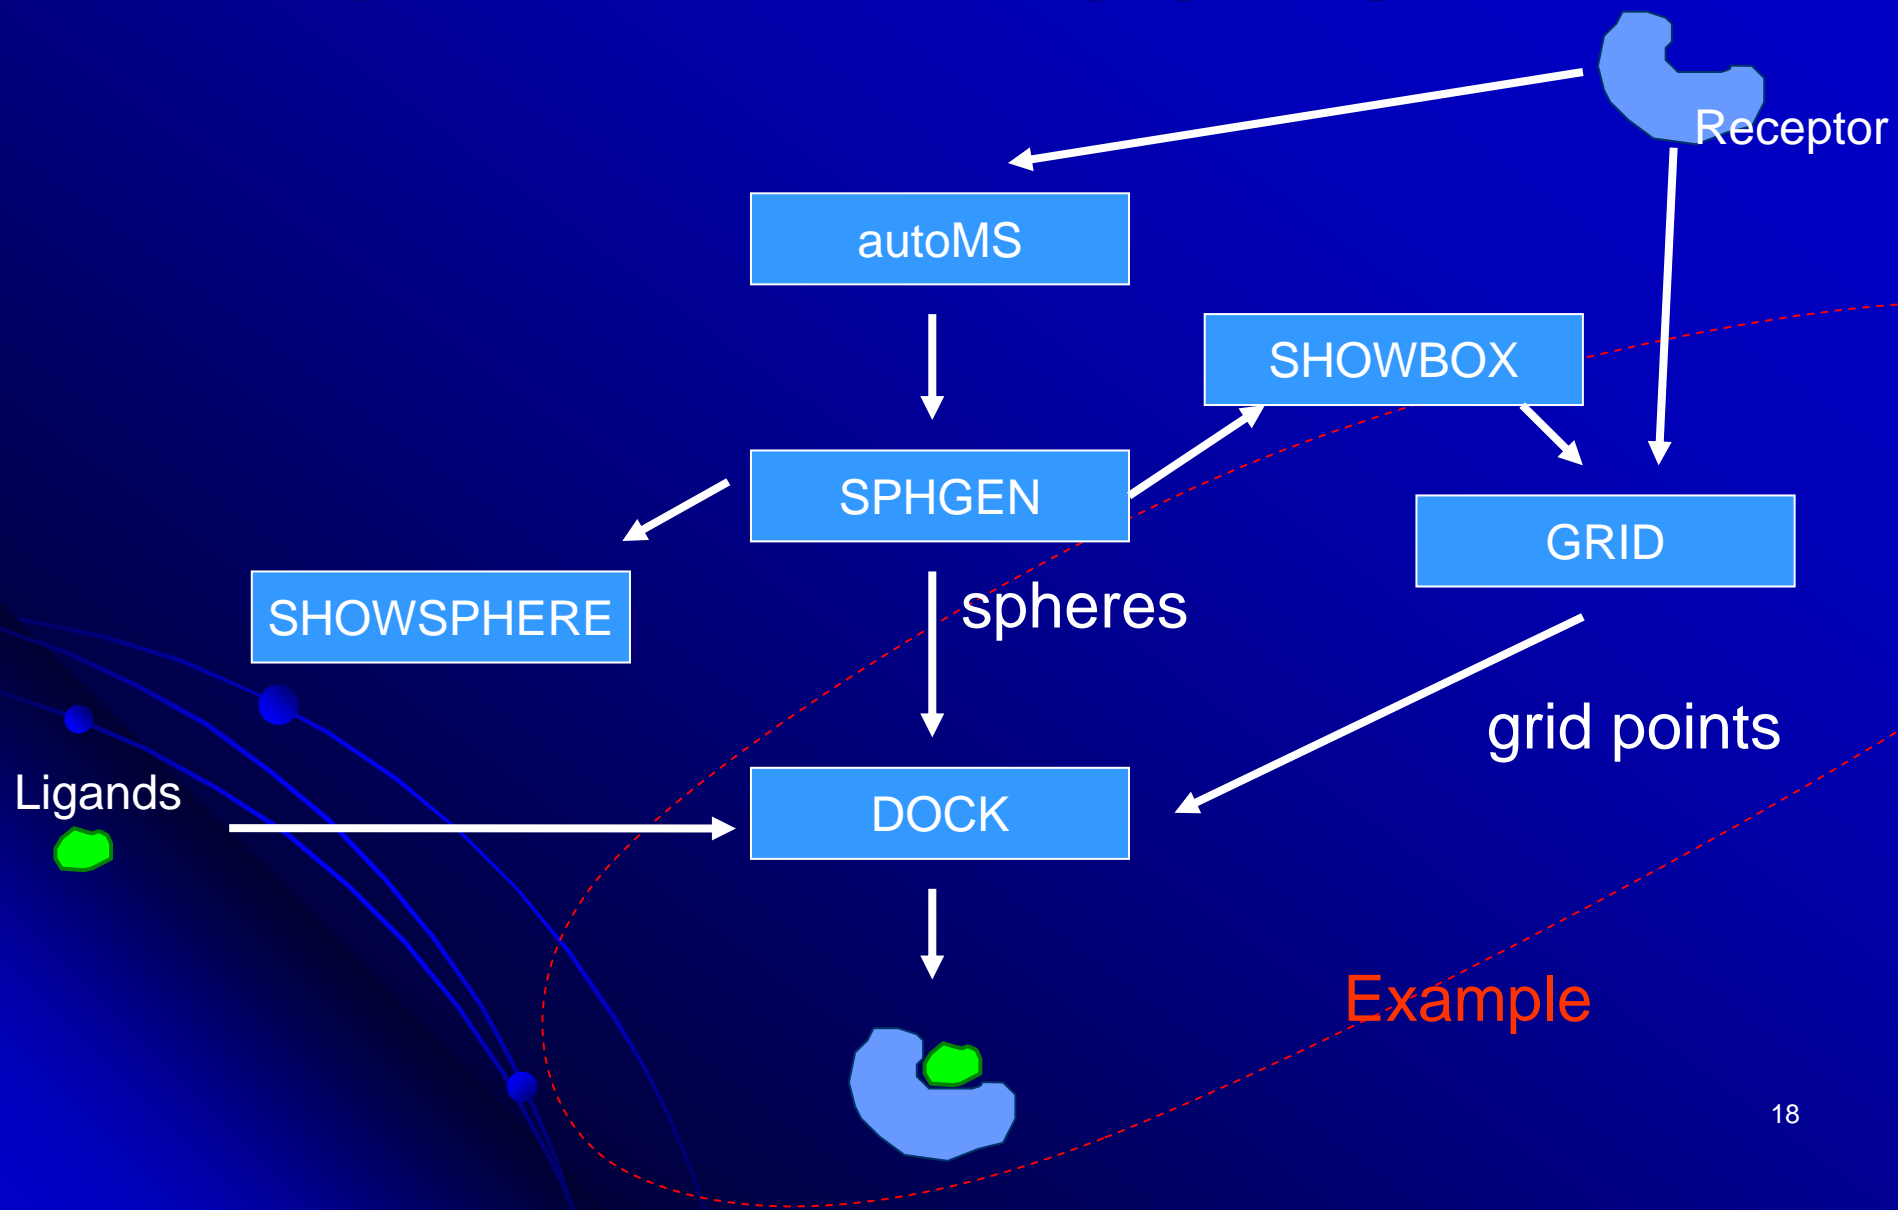 Receptor
autoMS
SHOWBOX
SPHGEN
GRID
SHOWSPHERE
spheres
grid points
Ligands
DOCK
Example
18